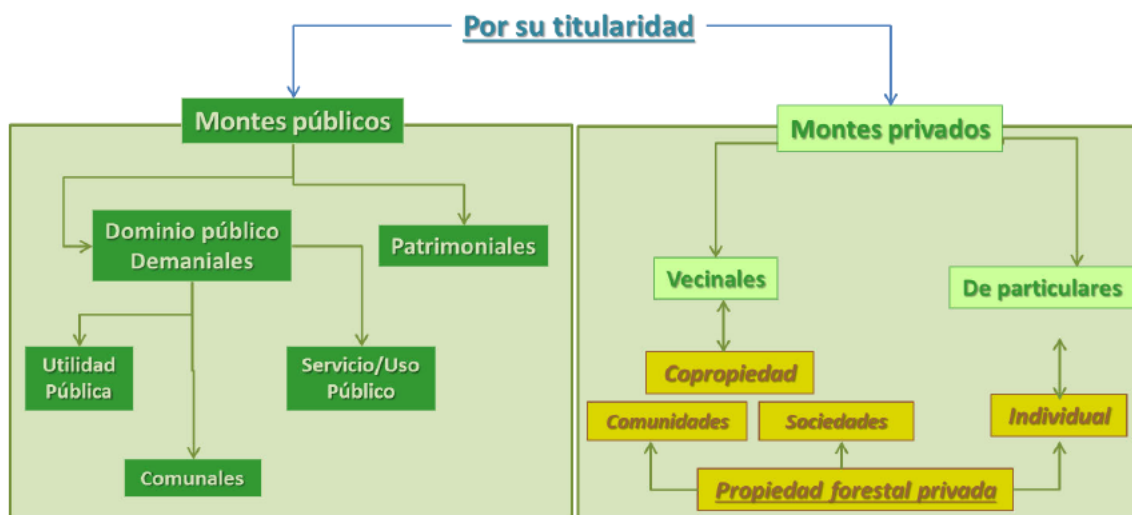 Por su titularidad
Montes públicos
Montes privados
Dominio público
Demaniales
Patrimoniales
Vecinales
De particulares
Utilidad
Pública
Servicio/Uso
Público
Copropiedad
Comunidades
Sociedades
Individual
Comunales
Propiedad forestal privada